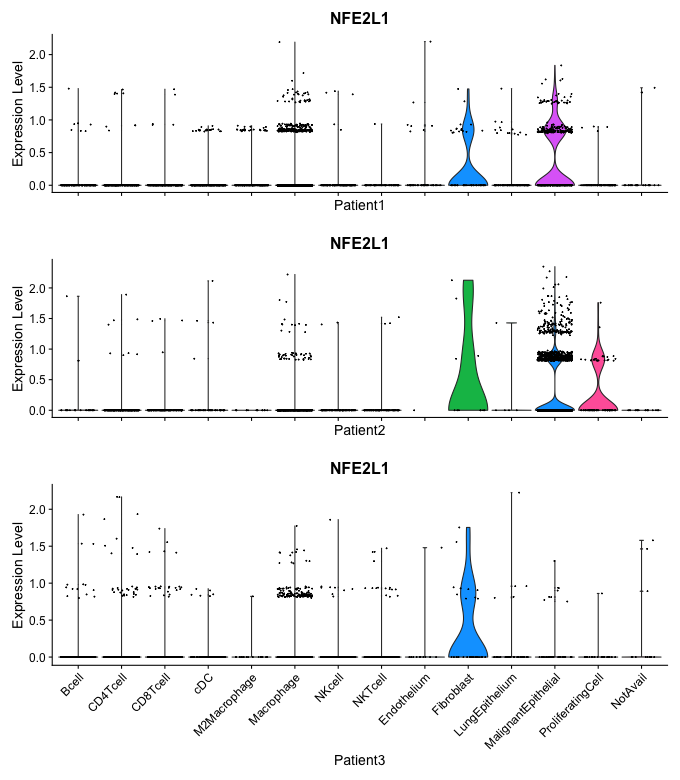 NFE2L1
Expression Level
2.0
1.5
1.0
0.5
0.0
Patient1
NFE2L1
Expression Level
2.0
1.5
1.0
0.5
0.0
Patient2
NFE2L1
Expression Level
2.0
1.5
1.0
0.5
0.0
Bcell
CD4Tcell
CD8Tcell
cDC
M2Macrophage
Macrophage
NKcell
NKTcell
Endothelium
Fibroblast
LungEpithelium
MalignantEpithelial
ProliferatingCell
NotAvail
Patient3